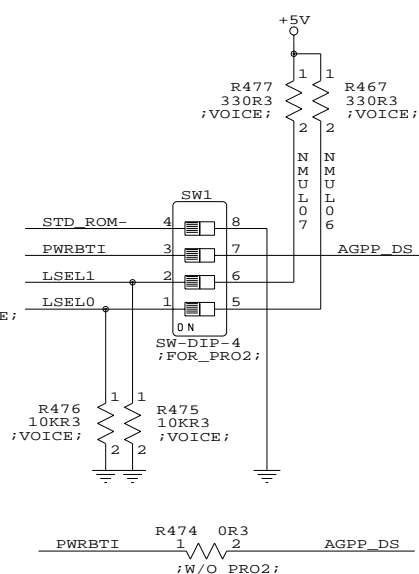 +5V
1 1
R477 R467
330R3 330R3
;VOICE; ;VOICE;
2 2
NMUL07
NMUL06
SW1
STD_ROM- 4 8
PWRBTI 3 7 AGPP_DS
LSEL1 2 6
LSEL0 1 5
E;
ON
SW-DIP-4
;FOR_PRO2;
1 1
R476 R475
10KR3 10KR3
;VOICE; ;VOICE;
2 2
R474 0R3
PWRBTI 1 2 AGPP_DS
;W/O PRO2;